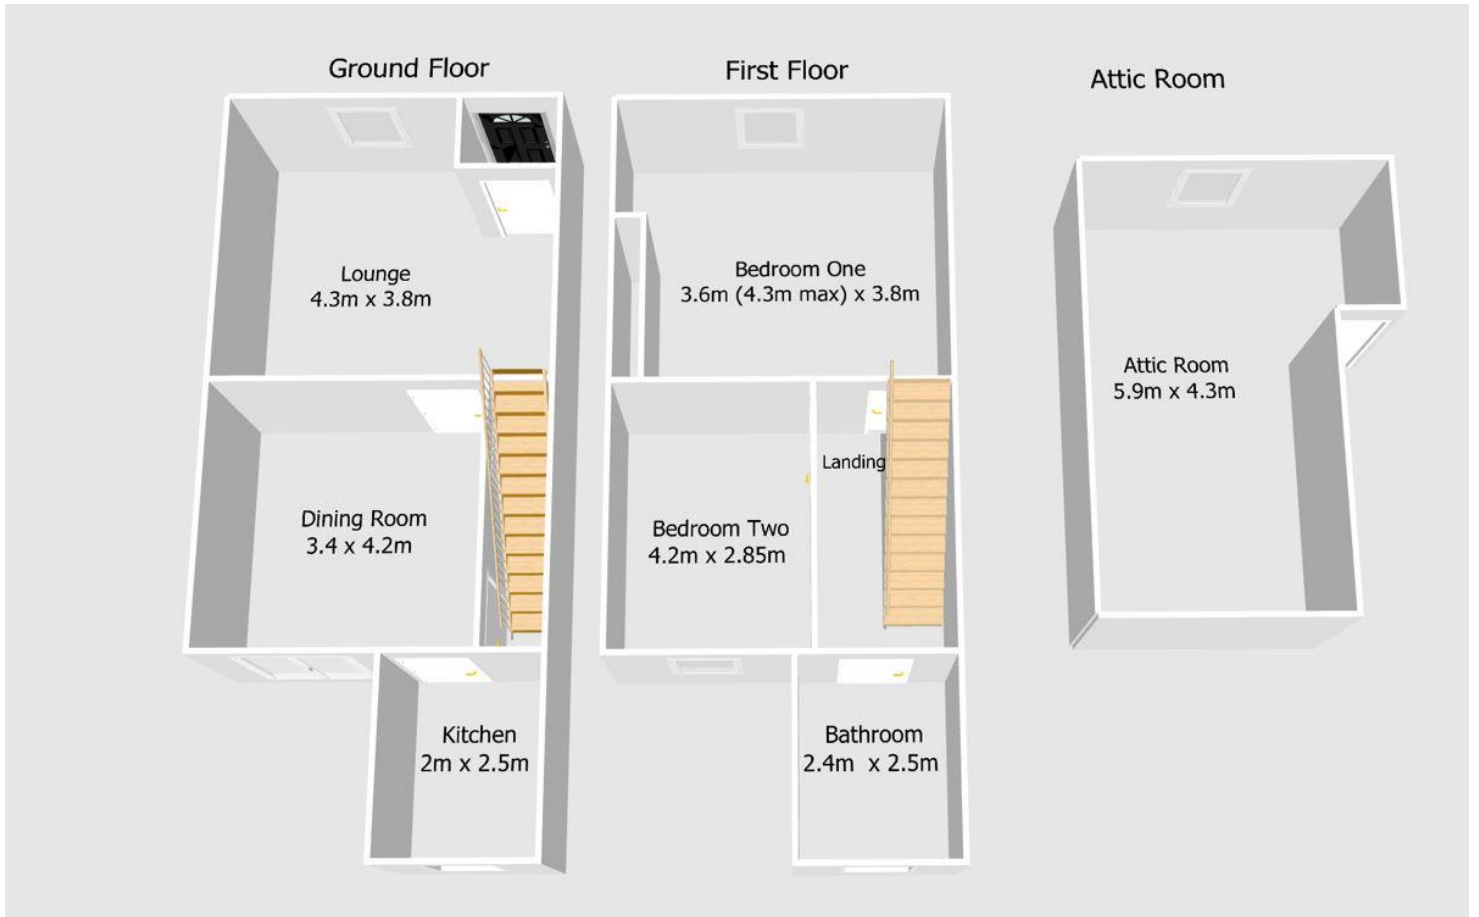 Ground Floor
First Floor
Attic Room
Lounge
4.3m x 3.8m
Bedroom One
3.6m (4.3m max) x 3.8m
Attic Room
5.9m x 4.3m
Dining Room
3.4 x 4.2m
Landing
Bedroom Two
4.2m x 2.85m
Kitchen
2m x 2.5m
Bathroom
2.4m x 2.5m